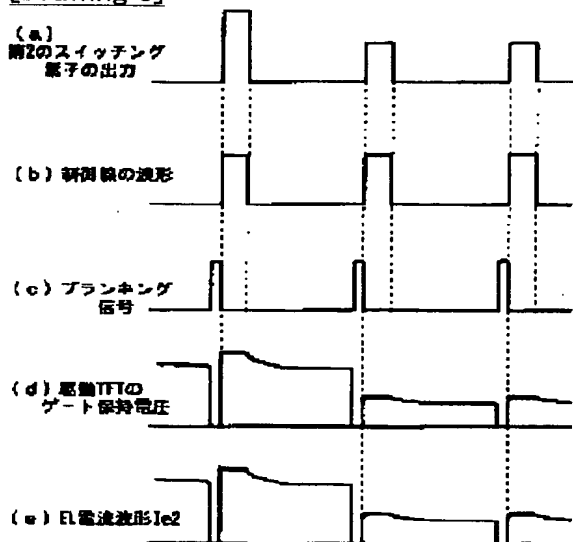 (a)
第2のスイッチング
素子の出力
(b) 制御線の波形
(c) ブランキング
信号
(d) 駆動TFTの
ゲート保持電圧
(e) EL電流波形Ie2